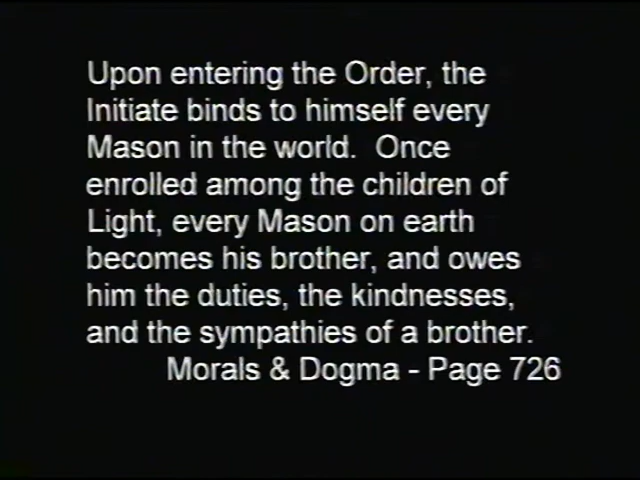 Upon entering the Order, the
Initiate binds to himself every
Mason in the world.  Once
enrolled among the children of
Light, every Mason on earth
becomes his brother, and owes
him the duties, the kindnesses,
and the sympathies of a brother.
Morals & Dogma - Page 726